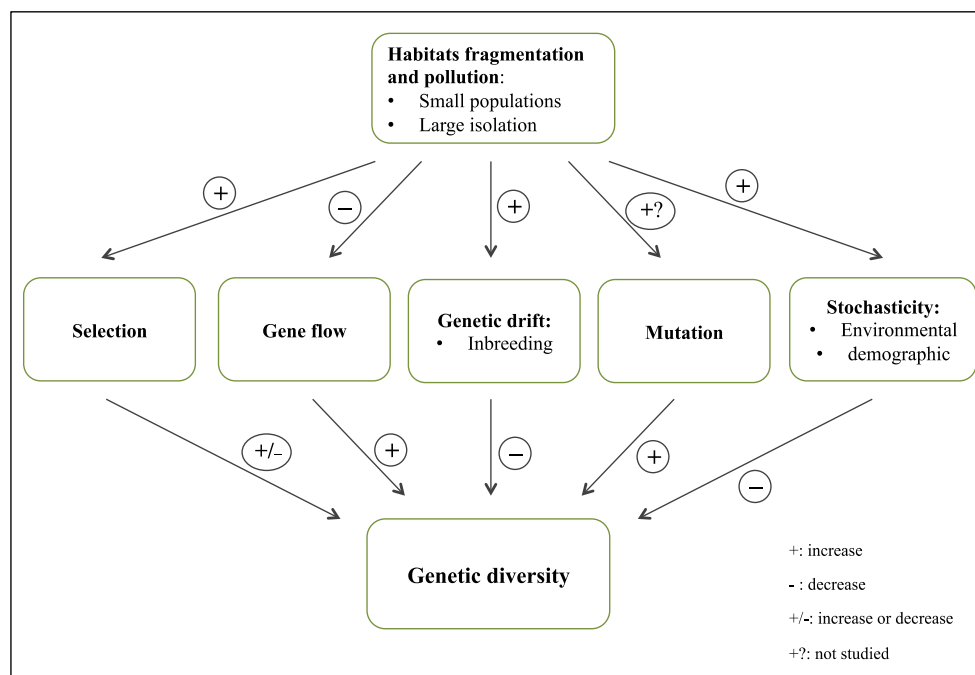 Habitats fragmentation
and pollution:
• Small populations
• Large isolation
+
−
+
+?
+
Selection
Gene flow
Genetic drift:
• Inbreeding
Mutation
Stochasticity:
• Environmental
• demographic
+/-
+
−
+
−
Genetic diversity
+: increase
- : decrease
+/-: increase or decrease
+?: not studied